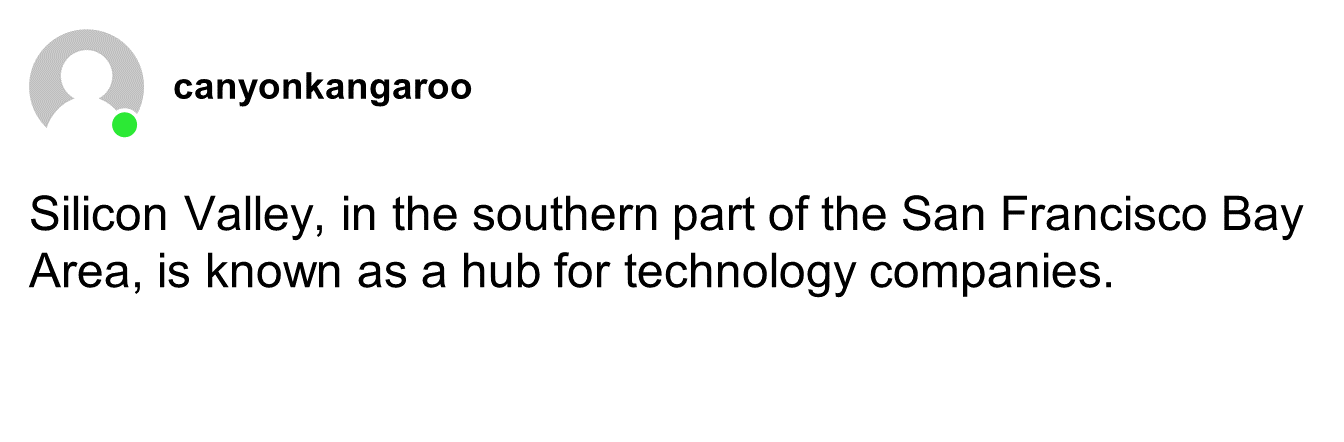 canyonkangaroo
Silicon Valley, in the southern part of the San Francisco Bay
Area, is known as a hub for technology companies.